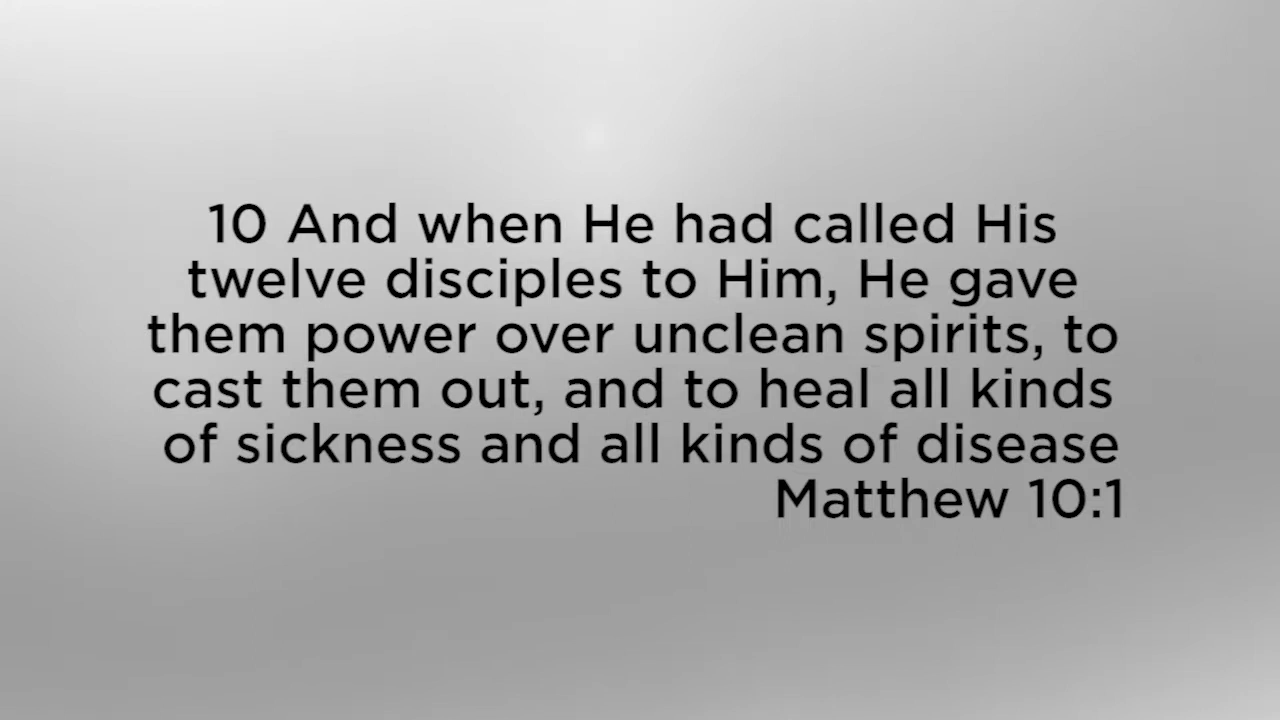 10 And when He had called His
twelve disciples to Him, He gave
them power over unclean spirits, to
cast them out, and to heal all kinds
of sickness and all kinds of disease
Matthew 10:1